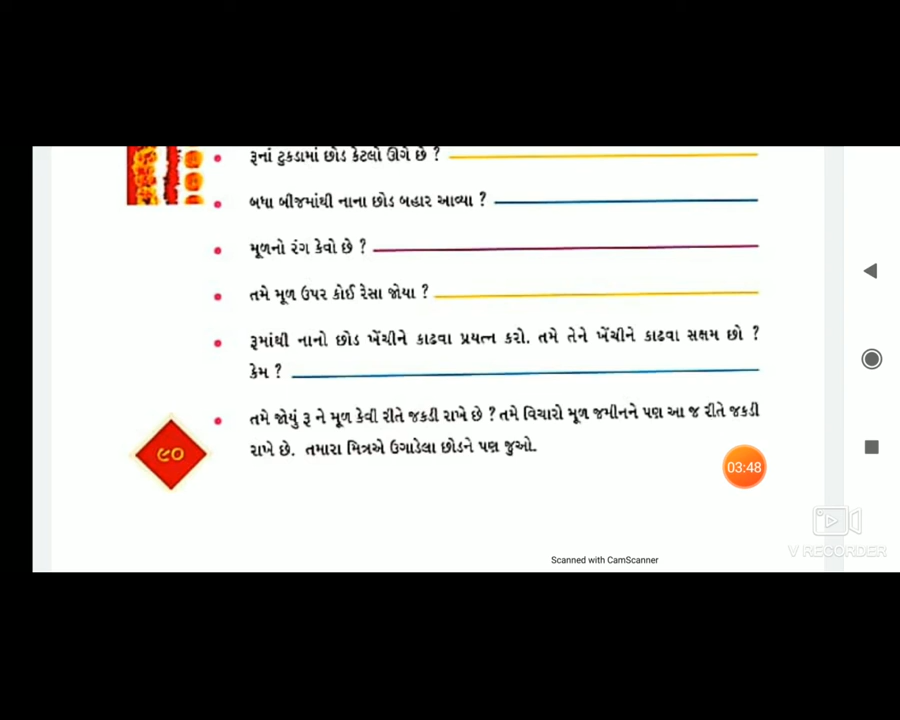 રૂનાં ટુકડામાં છોડ કેટલો ઊગે છે ?
બધા બીજમાંથી નાના છોડ બહાર આવ્યા ?
મૂળનો રંગ કેવો છે ?
તમે મૂળ ઉપર કોઈ રેસા જોયા ?
રૂમાંથી નાનો છોડ ખેંચીને કાઢવા પ્રયત્ન કરો. તમે તેને ખેંચીને કાઢવા સક્ષમ છો ?
કેમ ?
તમે જોયું રૂ ને મૂળ કેવી રીતે જકડી રાખે છે ? તમે વિચારો મૂળ જમીનને પણ આ જ રીતે જકડી
રાખે છે. તમારા મિત્રએ ઉગાડેલા છોડને પણ જુઓ.
૯૦
03:48
V RECORDER
Scanned with CamScanner